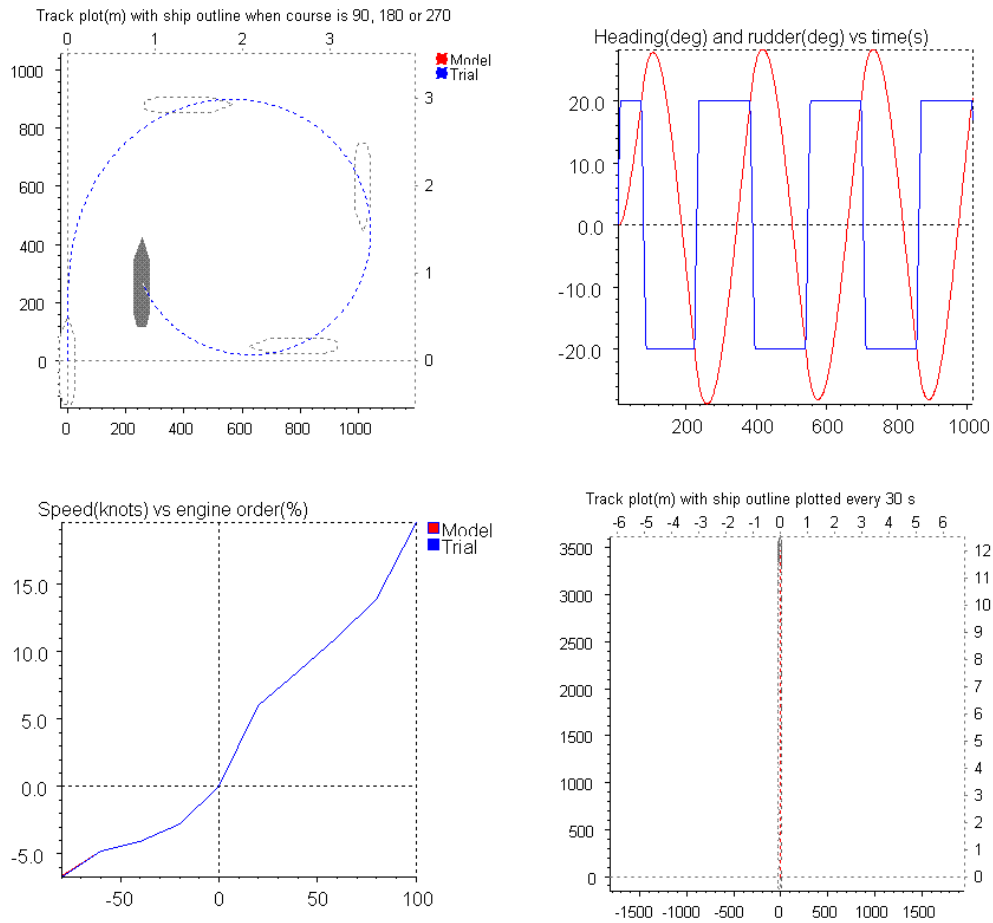 Track plot(m) with ship outline when course is 90, 180 or 270
0 1 2 3
Model
Trial
1000
800
600
400
200
0
3
2
1
0
0 200 400 600 800 1000
Heading(deg) and rudder(deg) vs time(s)
20.0
10.0
0.0
-10.0
-20.0
200 400 600 800 1000
Speed(knots) vs engine order(%)
Model
Trial
15.0
10.0
5.0
0.0
-5.0
-50 0 50 100
Track plot(m) with ship outline plotted every 30 s
-6 -5 -4 -3 -2 -1 0 1 2 3 4 5 6
3500
3000
2500
2000
1500
1000
500
0
12
11
10
9
8
7
6
5
4
3
2
1
0
-1500 -1000 -500 0 500 1000 1500